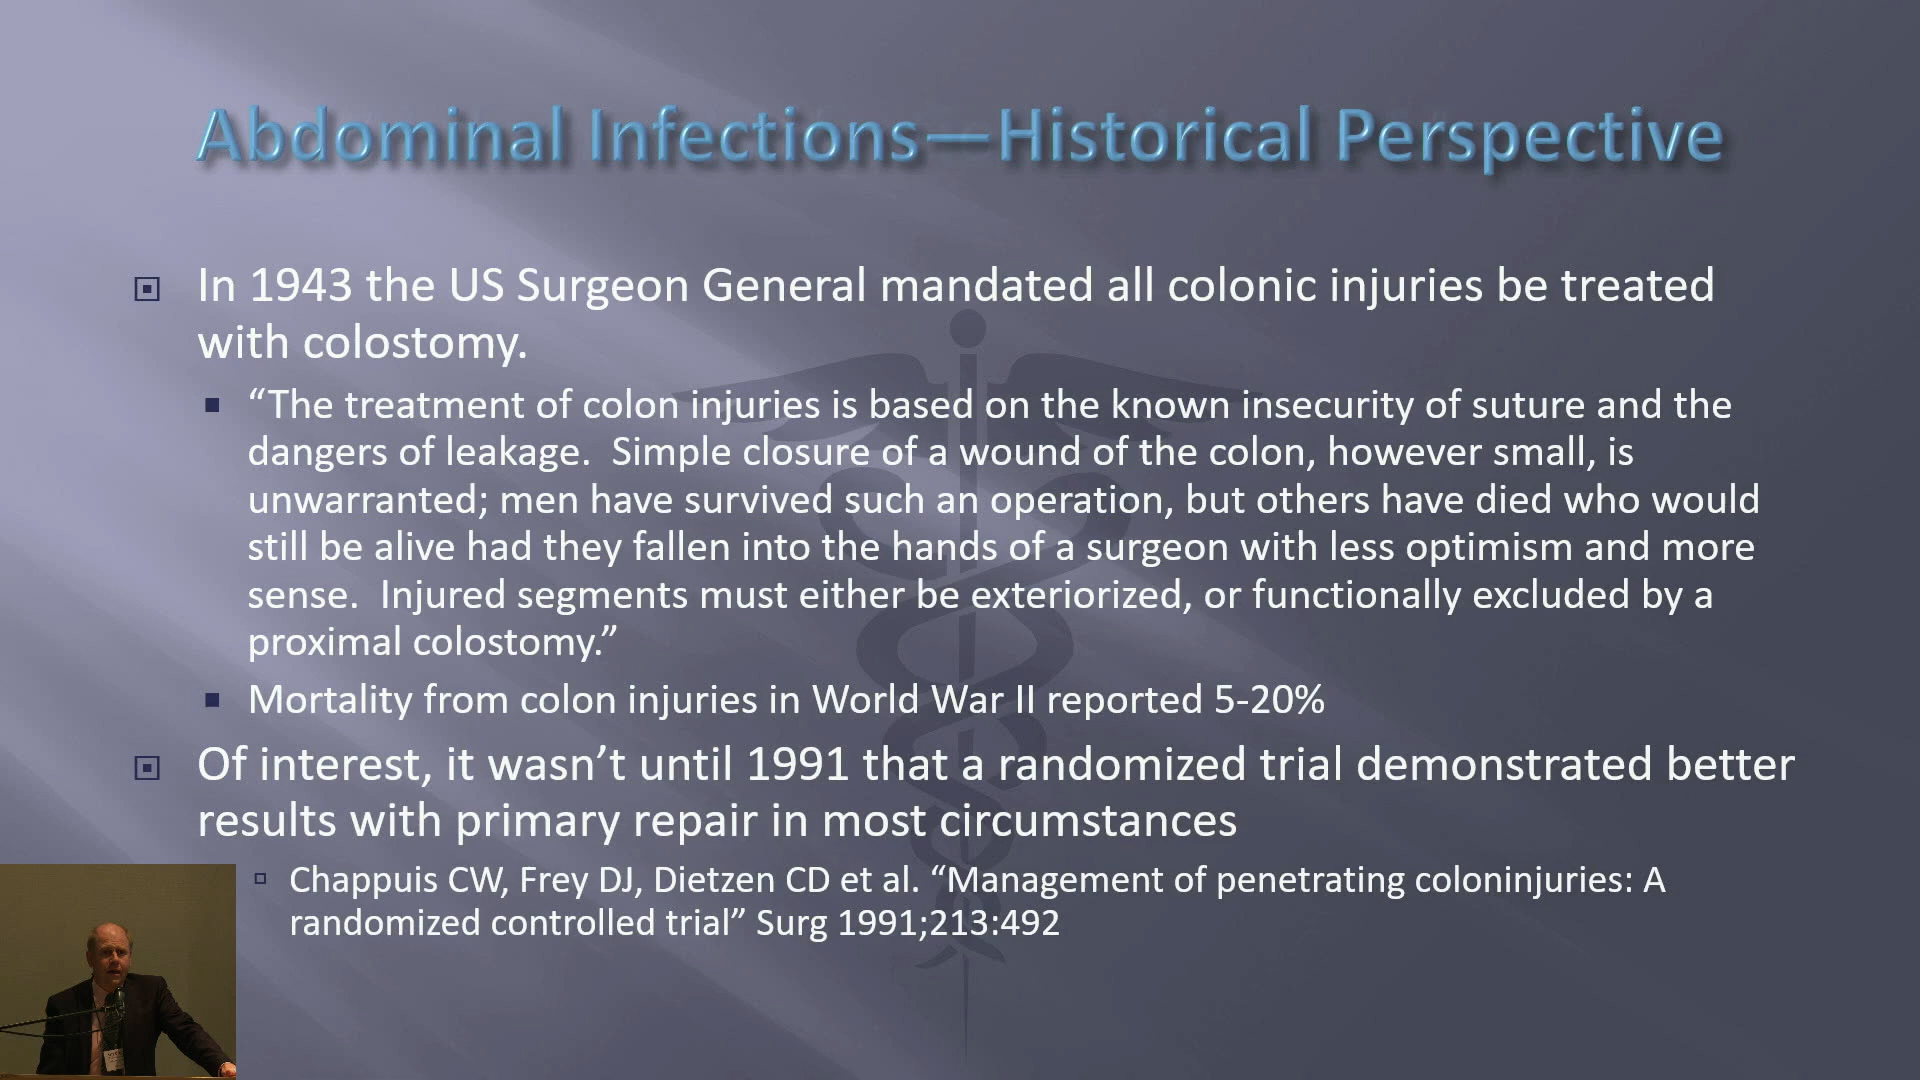 Abdominal Infections—Historical Perspective
In 1943 the US Surgeon General mandated all colonic injuries be treated
with colostomy.
“The treatment of colon injuries is based on the known insecurity of suture and the
dangers of leakage.  Simple closure of a wound of the colon, however small, is
unwarranted; men have survived such an operation, but others have died who would
still be alive had they fallen into the hands of a surgeon with less optimism and more
sense.  Injured segments must either be exteriorized, or functionally excluded by a
proximal colostomy.”
Mortality from colon injuries in World War II reported 5-20%
Of interest, it wasn’t until 1991 that a randomized trial demonstrated better
results with primary repair in most circumstances
Chappuis CW, Frey DJ, Dietzen CD et al. “Management of penetrating coloninjuries: A
randomized controlled trial” Surg 1991;213:492